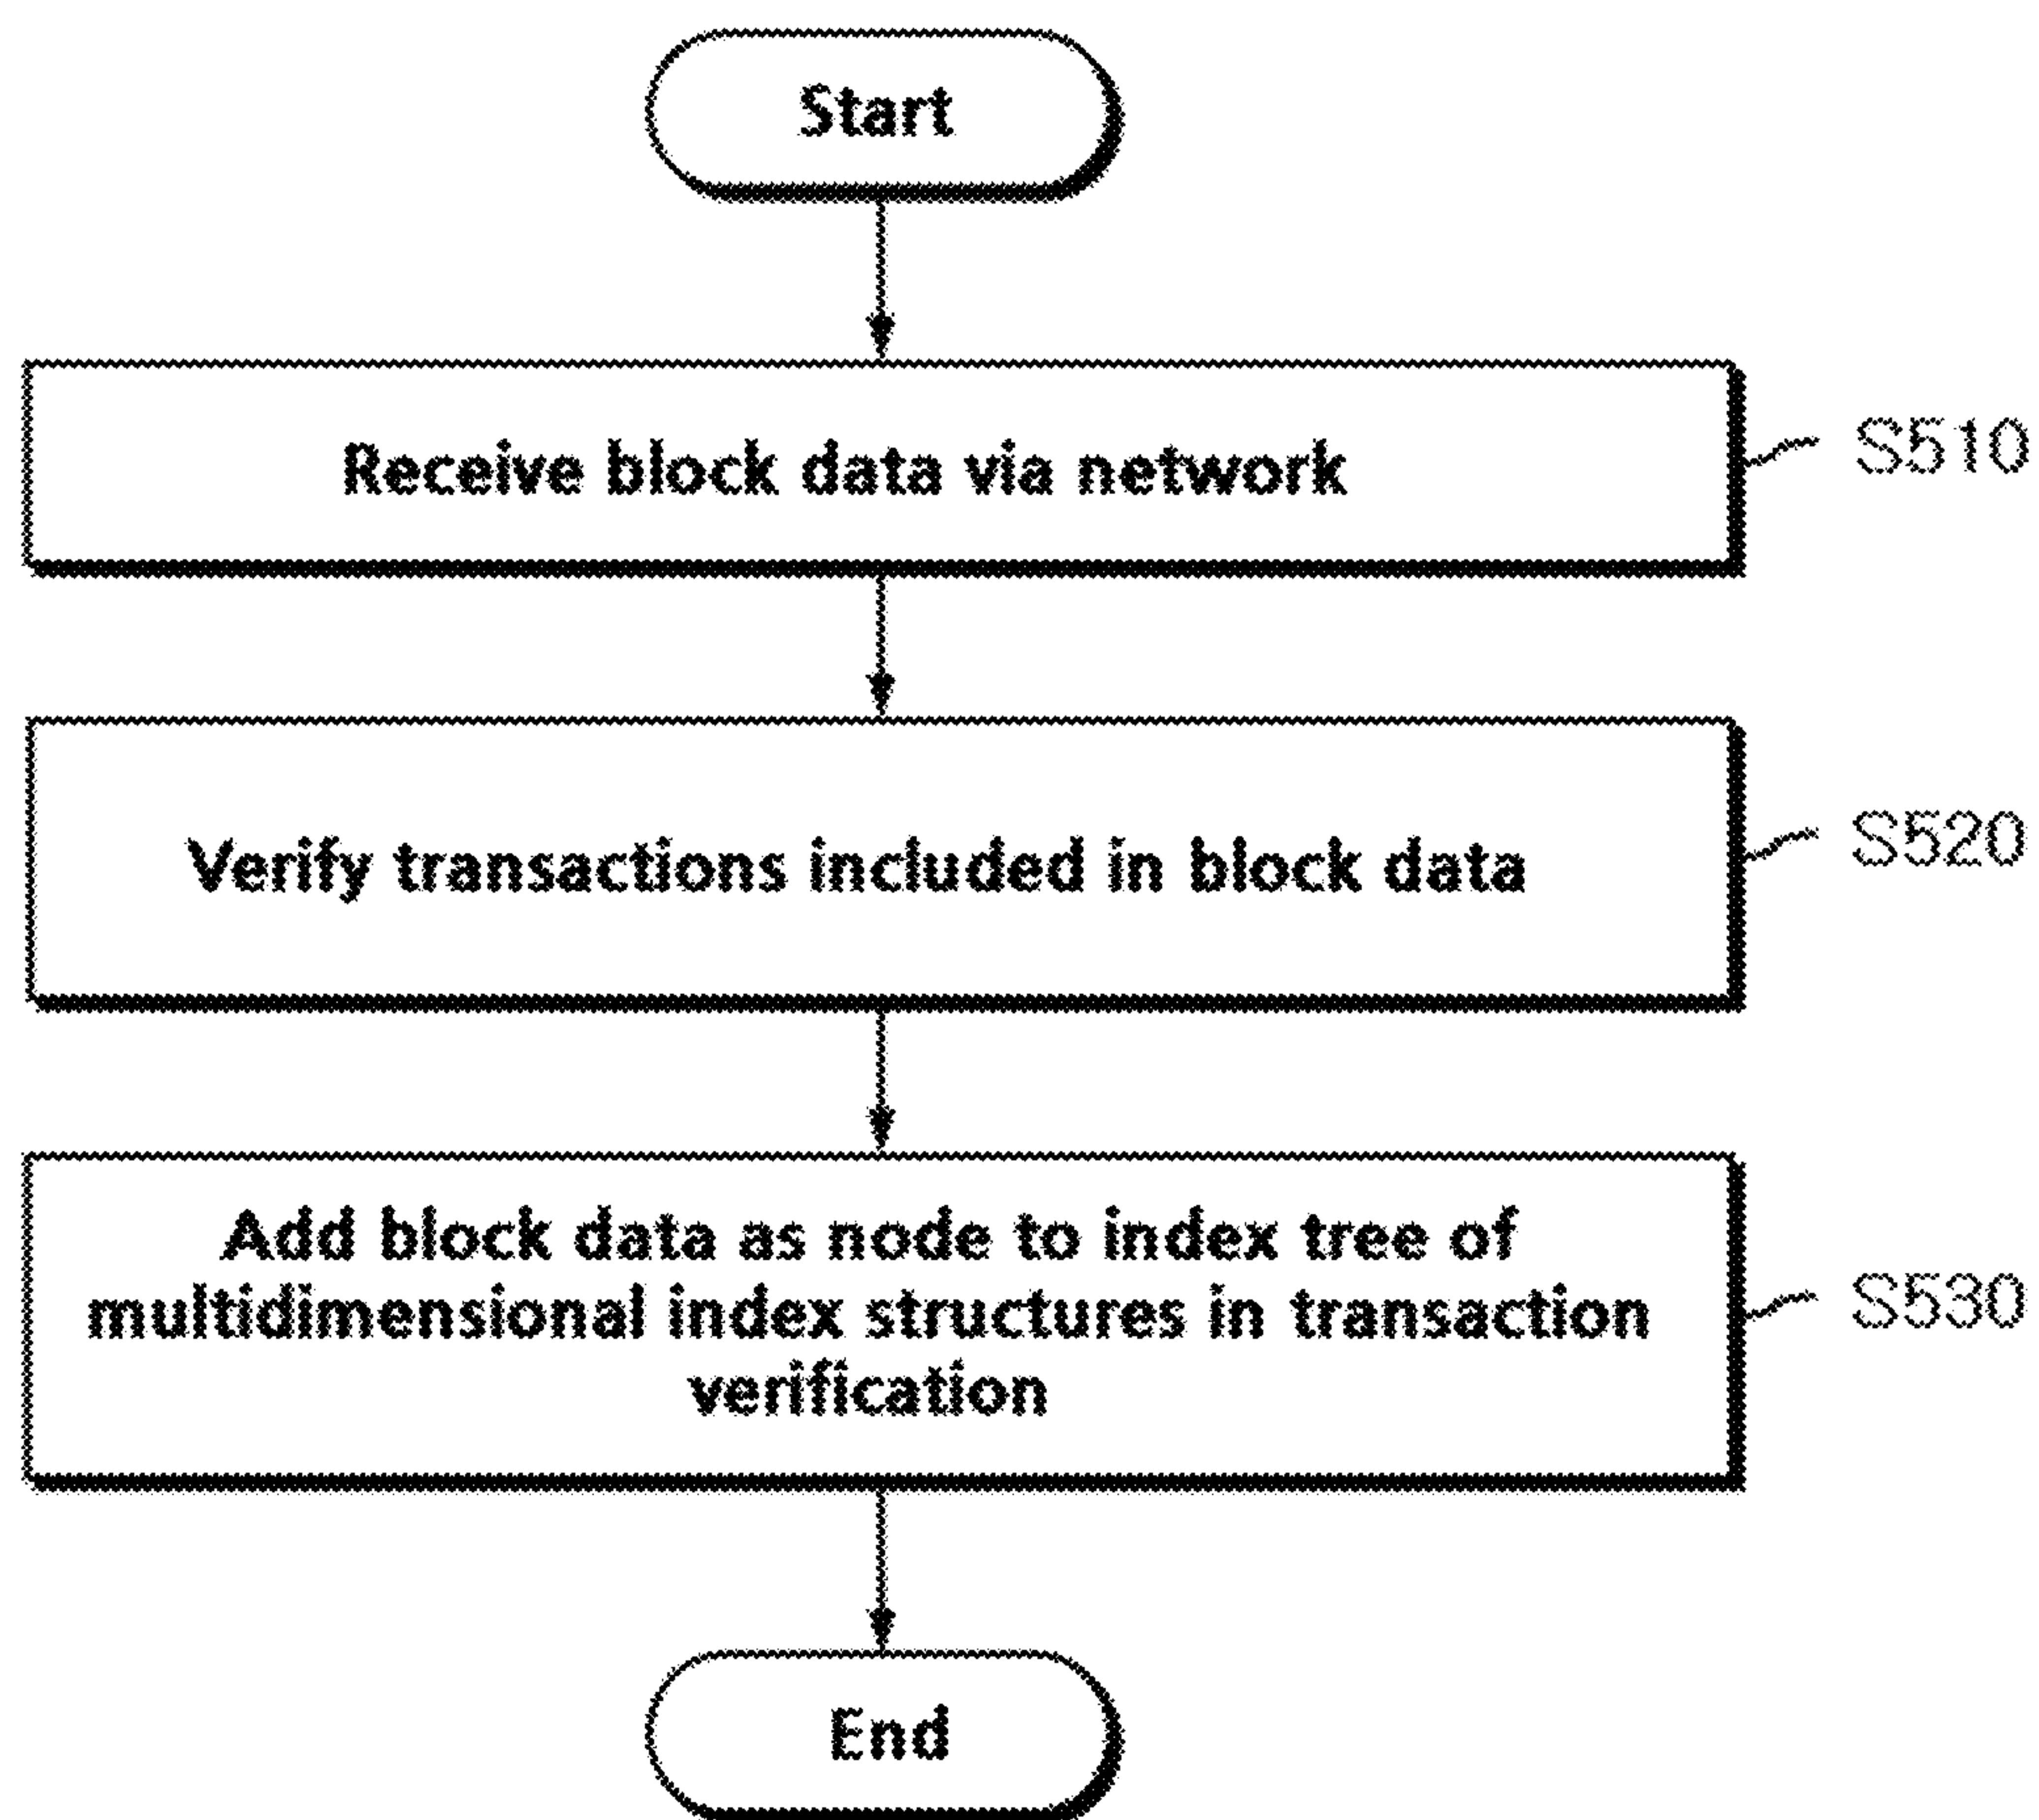 Start
Receive block data via network
S510
Verify transactions included in block data
S520
Add block data as node to index tree of
multidimensional index structures in transaction
verification
S530
End